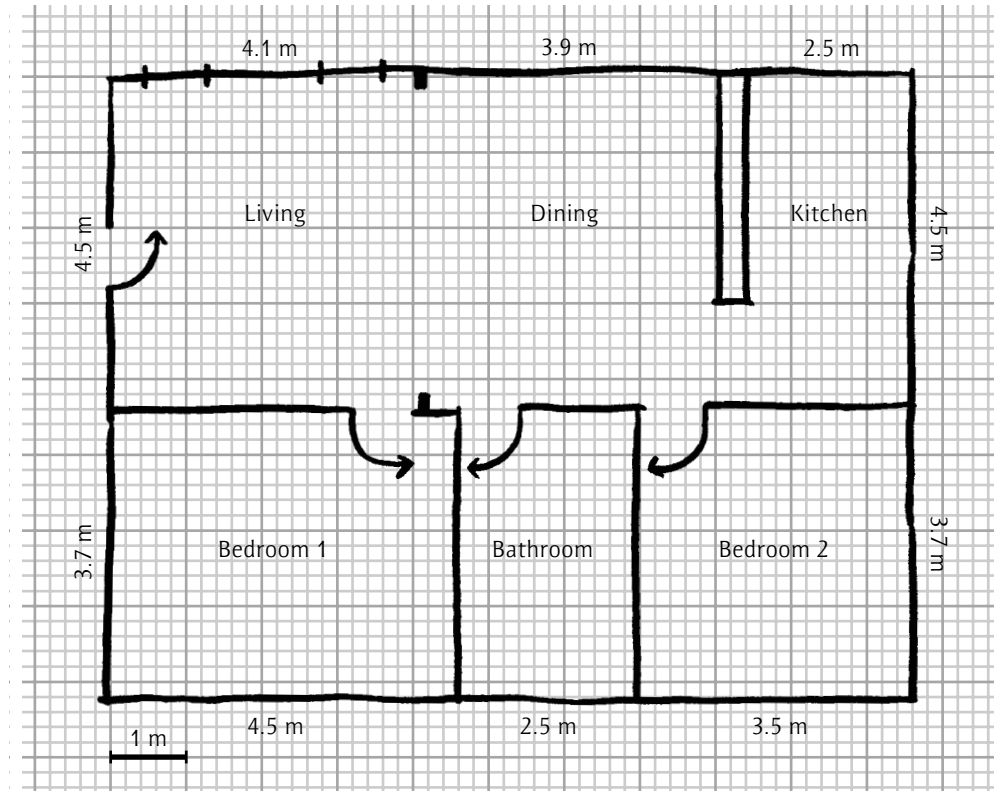 4.1 m
3.9 m
2.5 m
Living
Dining
Kitchen
4.5 m
4.5 m
Bedroom 1
Bathroom
Bedroom 2
3.7 m
3.7 m
4.5 m
2.5 m
3.5 m
1 m